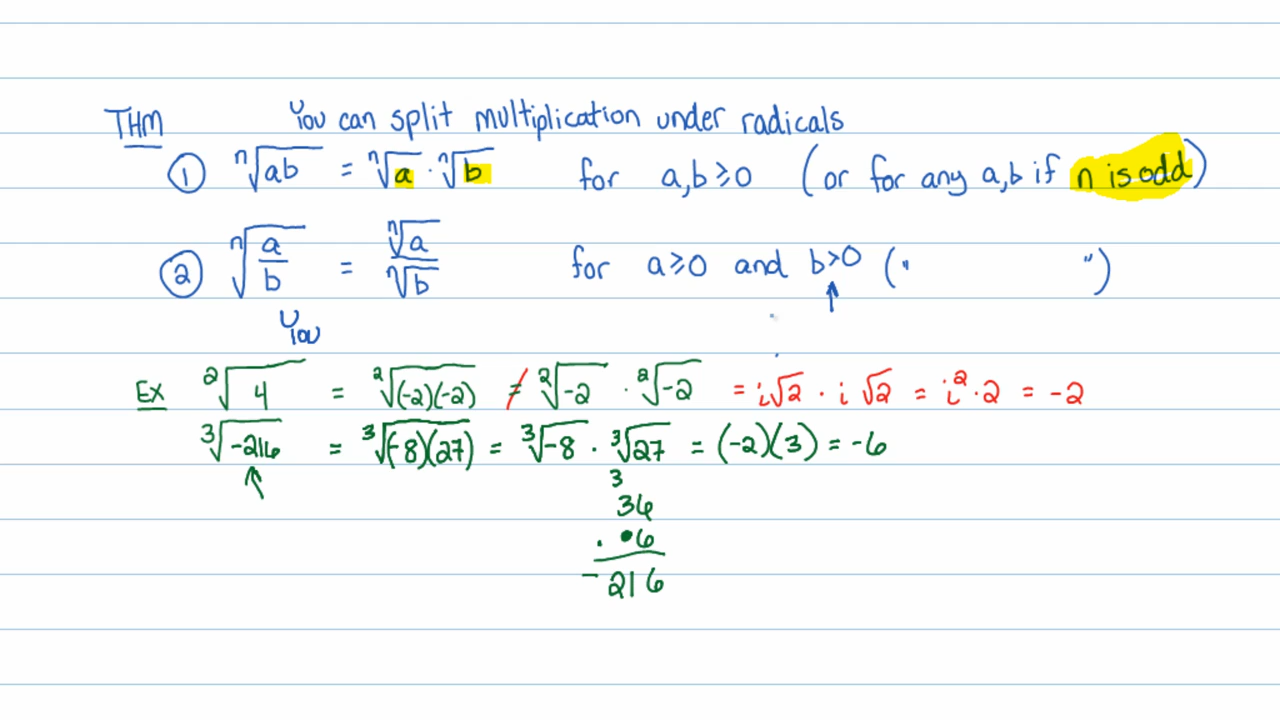 THM You can split multiplication under radicals
① ⁿ√ab = ⁿ√a · ⁿ√b for a,b ≥ 0 (or for any a,b if n is odd)
② ⁿ√(a/b) = ⁿ√a / ⁿ√b for a ≥ 0 and b > 0 (" ")
↑
You
EX ²√4 = ²√(-2)(-2) ≠ ²√-2 · ²√-2 = i√2 · i √2 = i² · 2 = -2
³√-216 = ³√(-8)(27) = ³√-8 · ³√27 = (-2)(3) = -6
↑
3
36
· •6
-216